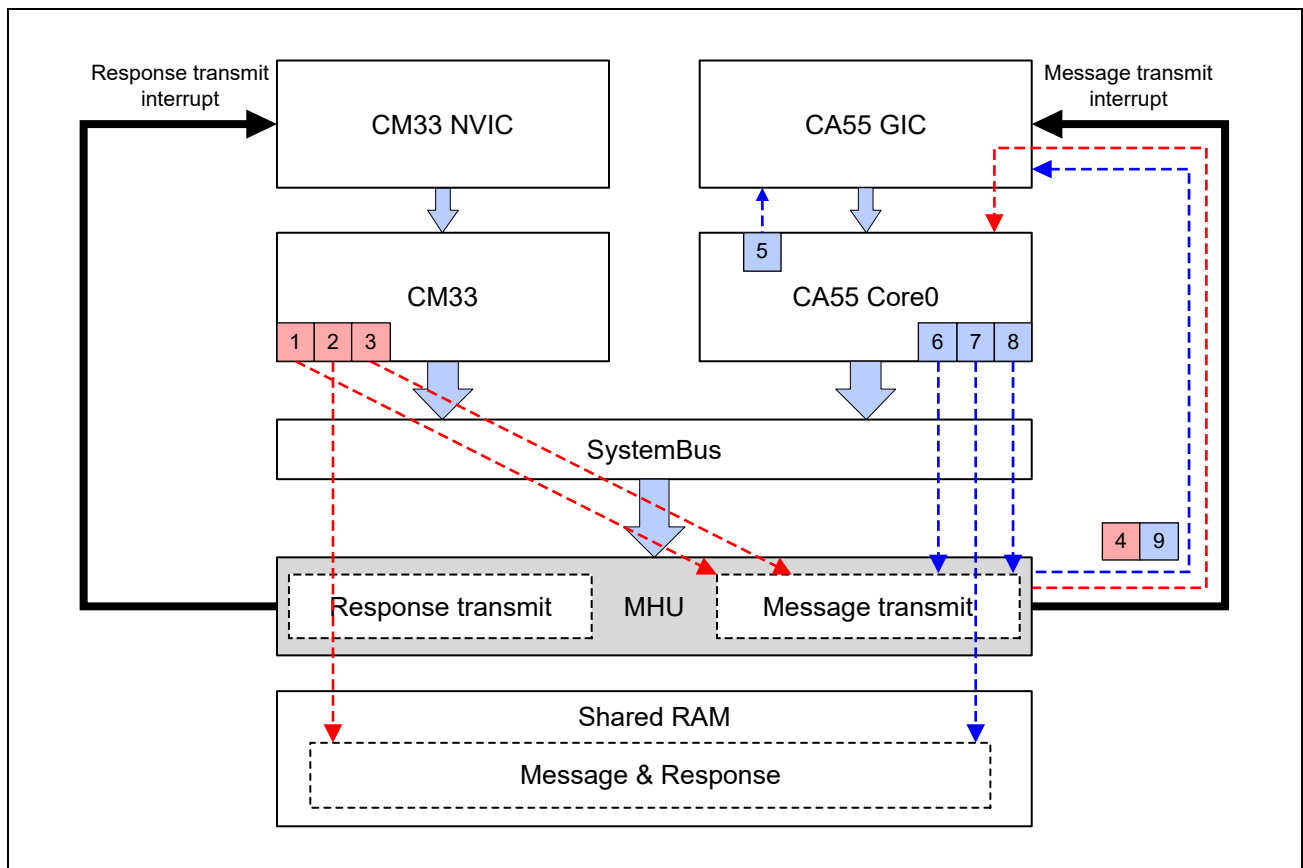 Response transmit
interrupt
Message transmit
interrupt
CM33 NVIC
CA55 GIC
5
CM33
CA55 Core0
1 2 3
6 7 8
SystemBus
4 9
Response transmit
MHU
Message transmit
Shared RAM
Message & Response